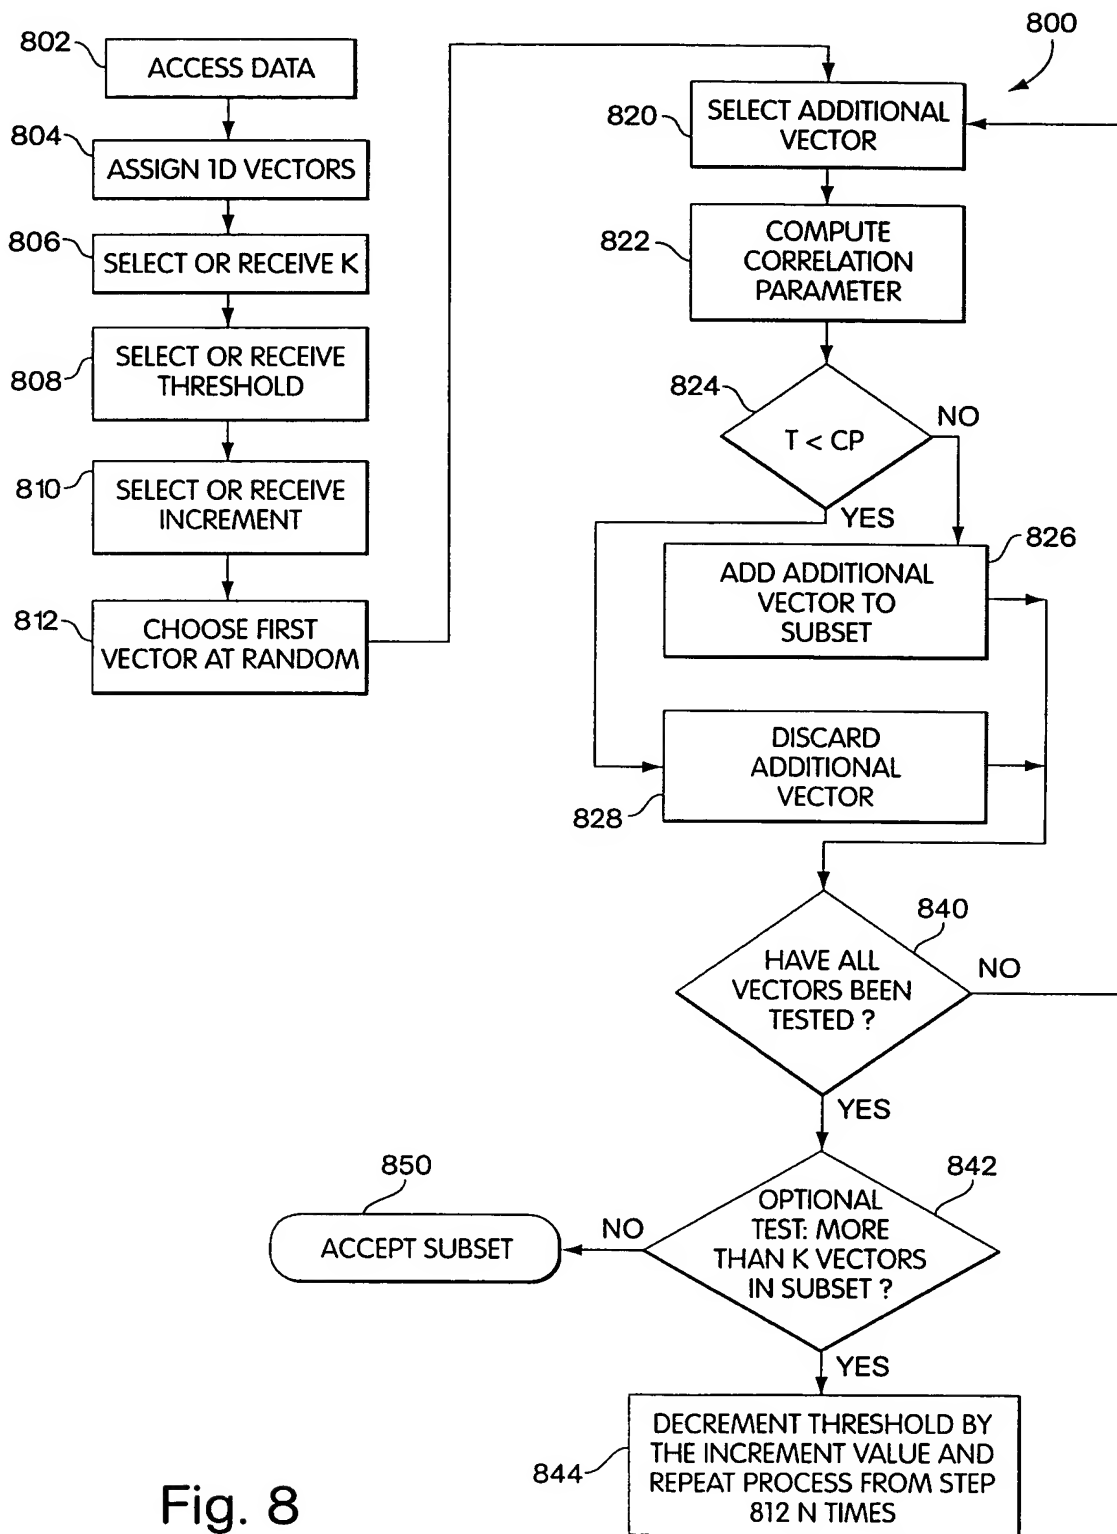 802
ACCESS DATA
804
ASSIGN 1D VECTORS
806
SELECT OR RECEIVE K
808
SELECT OR RECEIVE
THRESHOLD
810
SELECT OR RECEIVE
INCREMENT
812
CHOOSE FIRST
VECTOR AT RANDOM
800
820
SELECT ADDITIONAL
VECTOR
822
COMPUTE
CORRELATION
PARAMETER
824
T < CP
NO
YES
826
ADD ADDITIONAL
VECTOR TO
SUBSET
DISCARD
ADDITIONAL
VECTOR
828
840
HAVE ALL
VECTORS BEEN
TESTED ?
NO
YES
842
OPTIONAL
TEST: MORE
THAN K VECTORS
IN SUBSET ?
NO
850
ACCEPT SUBSET
YES
844
DECREMENT THRESHOLD BY
THE INCREMENT VALUE AND
REPEAT PROCESS FROM STEP
812 N TIMES
Fig. 8